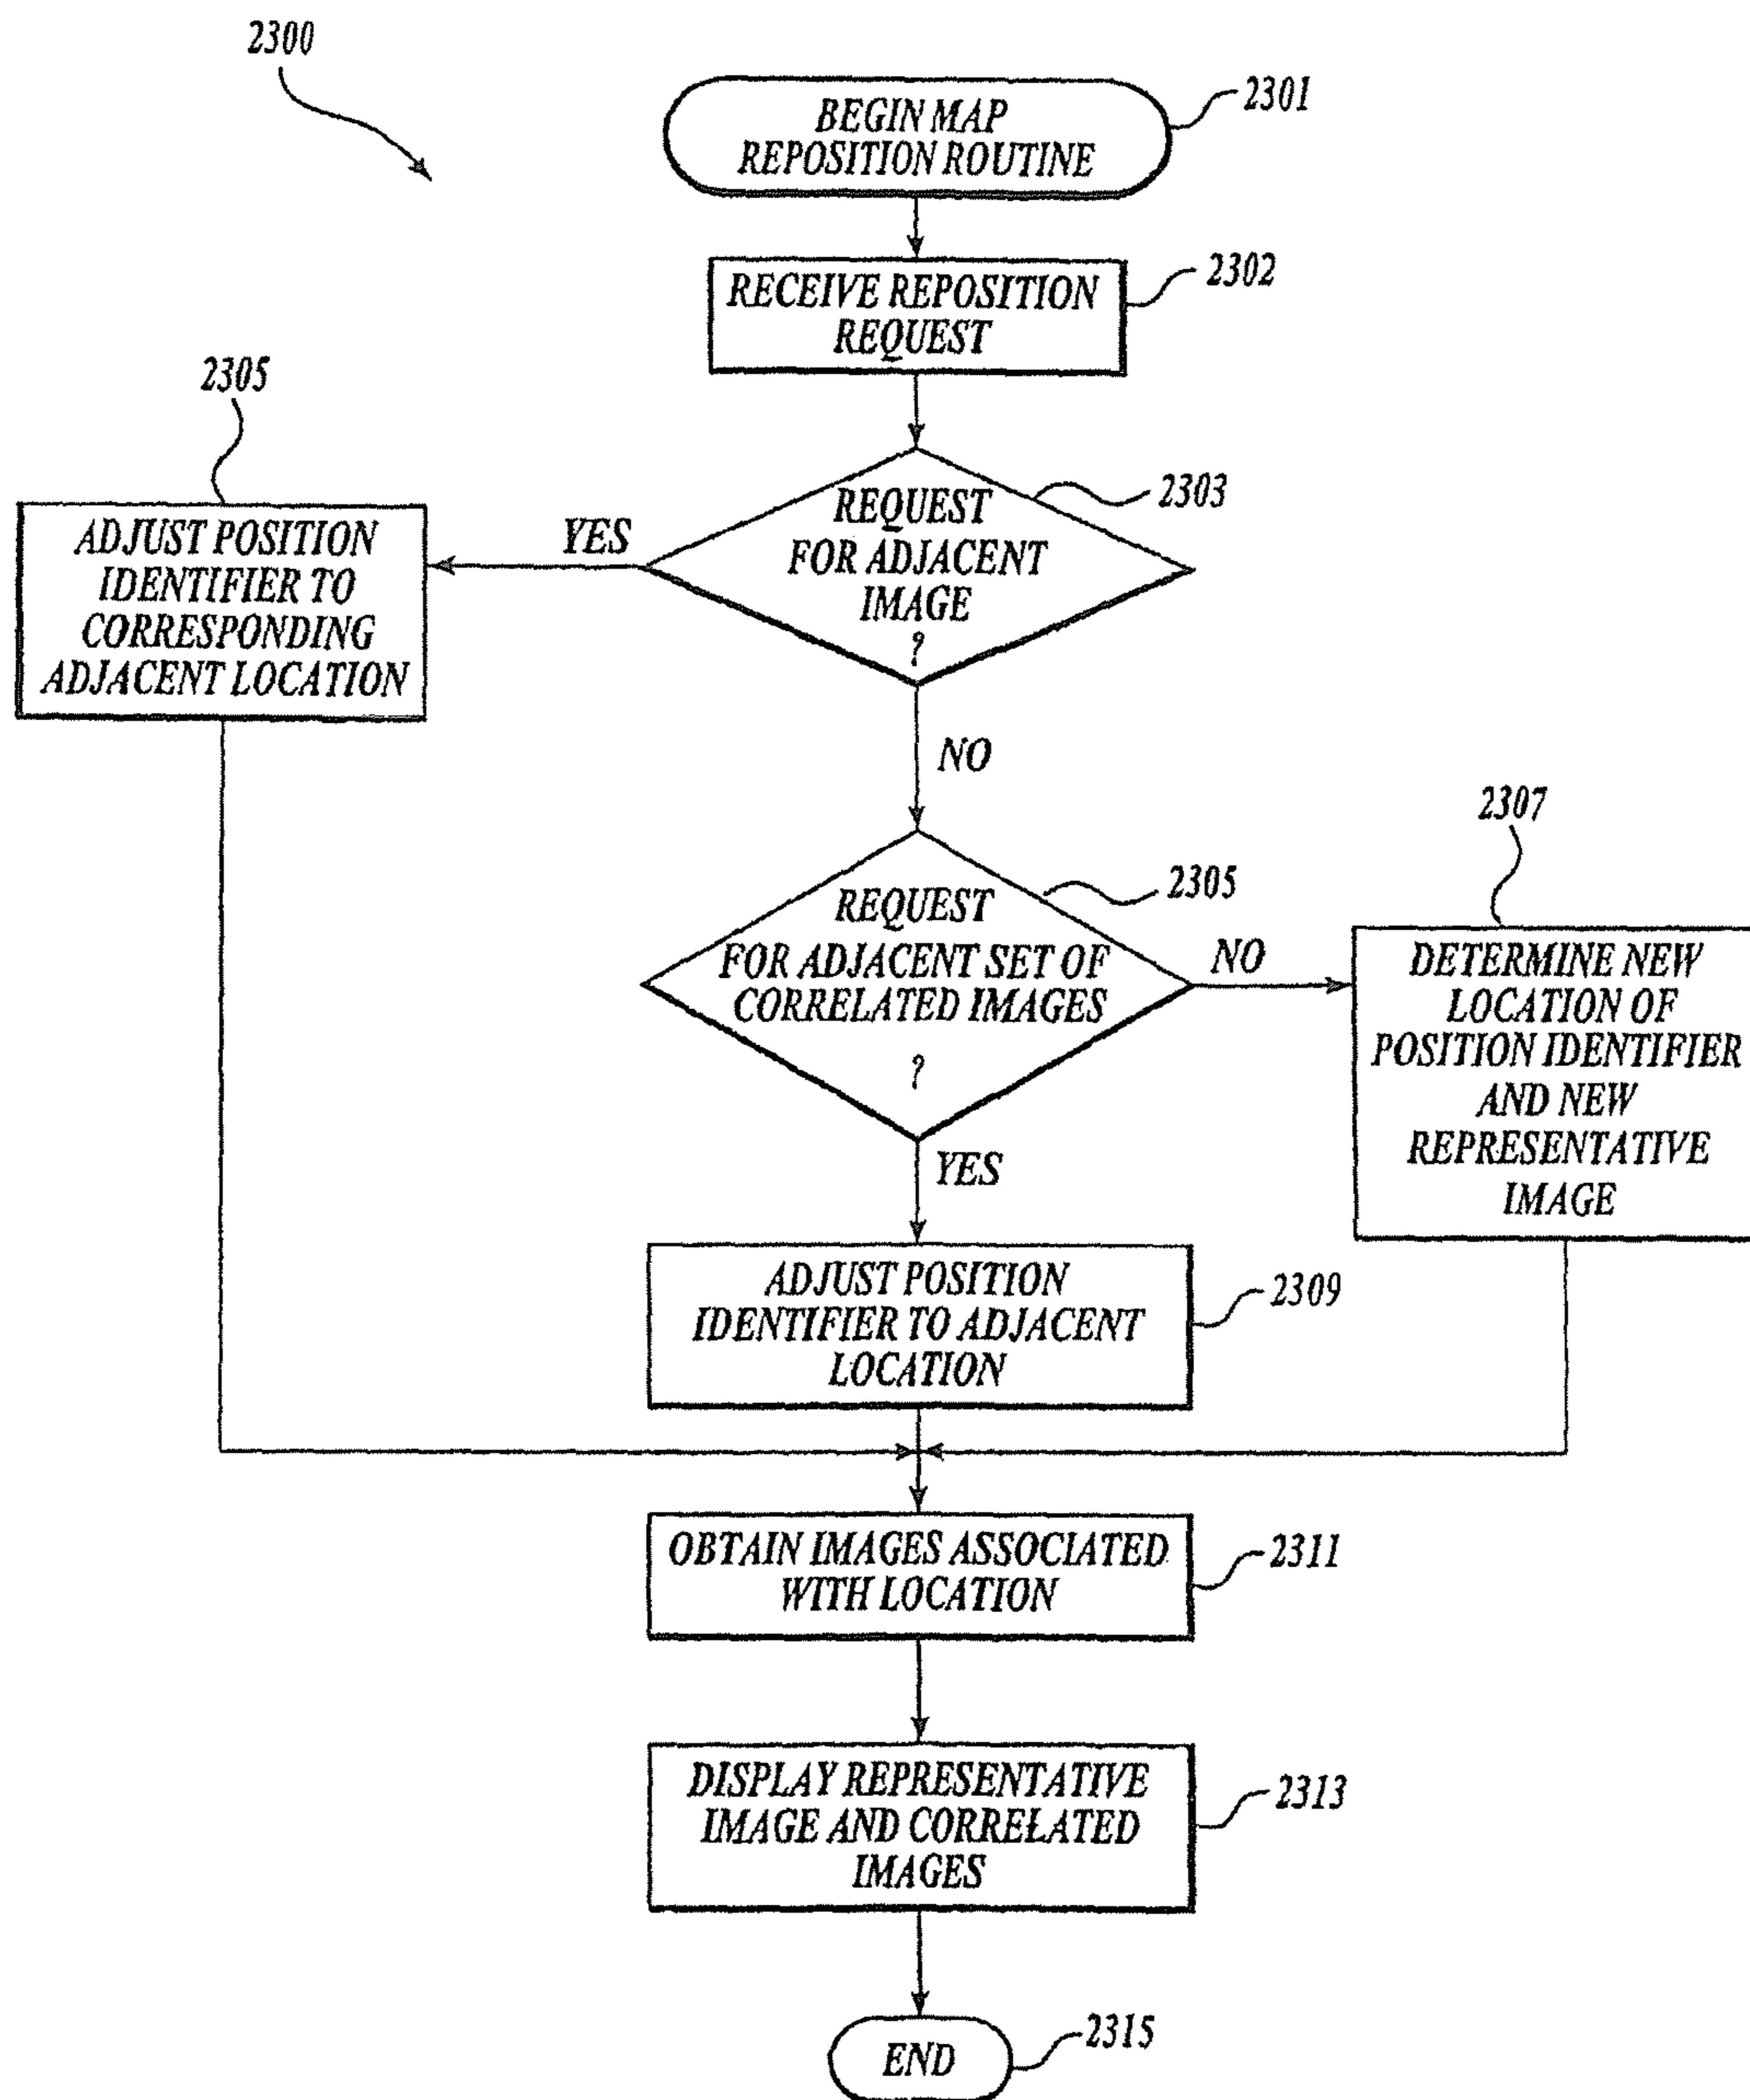 2300
BEGIN MAP
REPOSITION ROUTINE
2301
RECEIVE REPOSITION
REQUEST
2302
REQUEST
FOR ADJACENT
IMAGE
?
2303
YES
2305
ADJUST POSITION
IDENTIFIER TO
CORRESPONDING
ADJACENT LOCATION
NO
REQUEST
FOR ADJACENT SET OF
CORRELATED IMAGES
?
2305
NO
2307
DETERMINE NEW
LOCATION OF
POSITION IDENTIFIER
AND NEW
REPRESENTATIVE
IMAGE
YES
ADJUST POSITION
IDENTIFIER TO ADJACENT
LOCATION
2309
OBTAIN IMAGES ASSOCIATED
WITH LOCATION
2311
DISPLAY REPRESENTATIVE
IMAGE AND CORRELATED
IMAGES
2313
END
2315